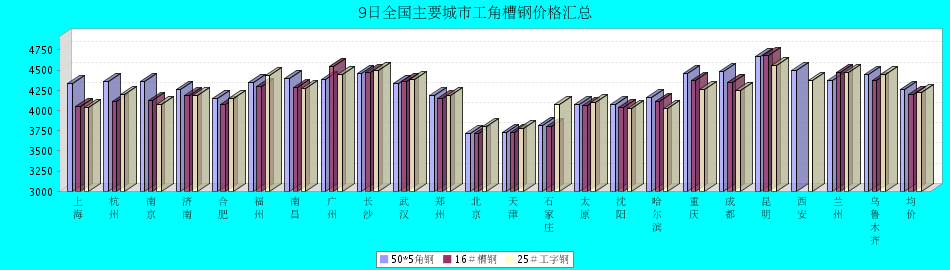 9日全国主要城市工角槽钢价格汇总
4750
4500
4250
4000
3750
3500
3250
3000
上海
杭州
南京
济南
合肥
福州
南昌
广州
长沙
武汉
郑州
北京
天津
石家庄
太原
沈阳
哈尔滨
重庆
成都
昆明
西安
兰州
乌鲁木齐
均价
50*5角钢 16#槽钢 25#工字钢